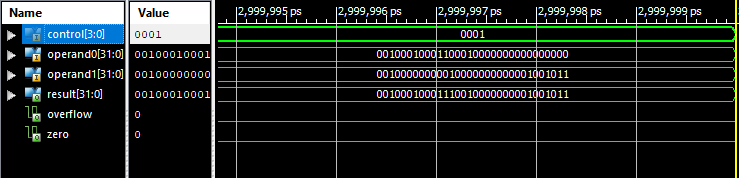 Name Value 2,999,995 ps 2,999,996 ps 2,999,997 ps 2,999,998 ps 2,999,999 ps
control[3:0] 0001 0001
operand0[31:0] 00100010001 00100010001100010000000000000000
operand1[31:0] 00100000000 00100000000010000000000001001011
result[31:0] 00100010001 00100010001110010000000001001011
overflow 0
zero 0